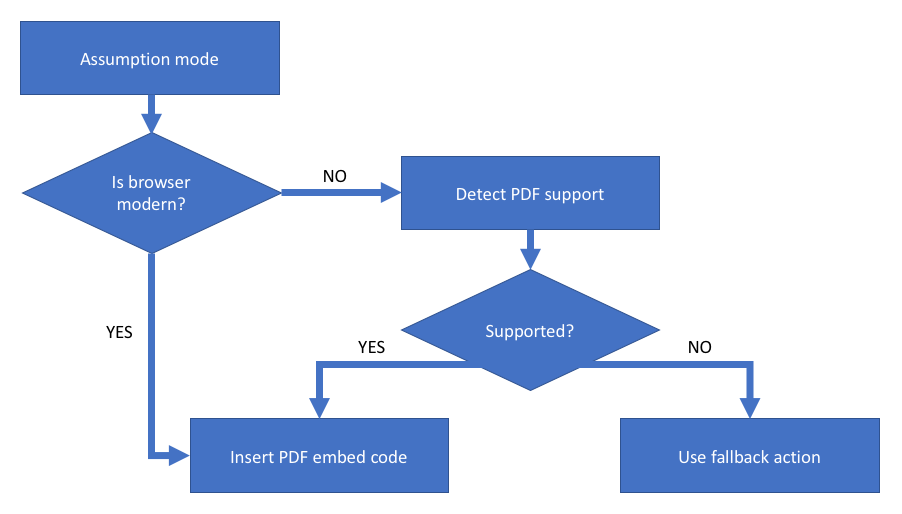 Assumption mode
Is browser
modern?
NO
Detect PDF support
YES
Supported?
YES
NO
Insert PDF embed code
Use fallback action